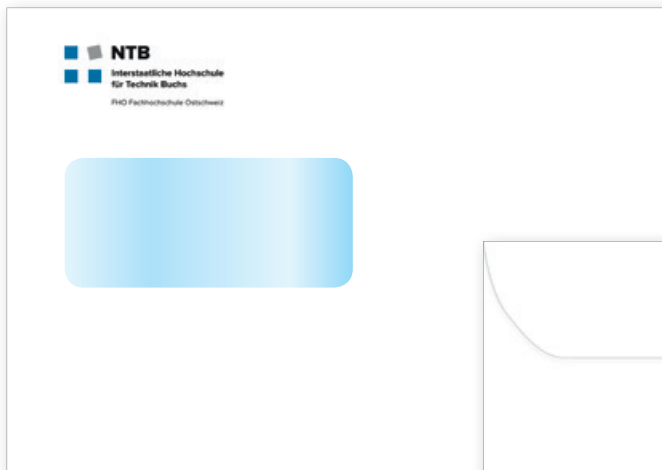 NTB
Interstaatliche Hochschule
für Technik Buchs
FHO Fachhochschule Ostschweiz